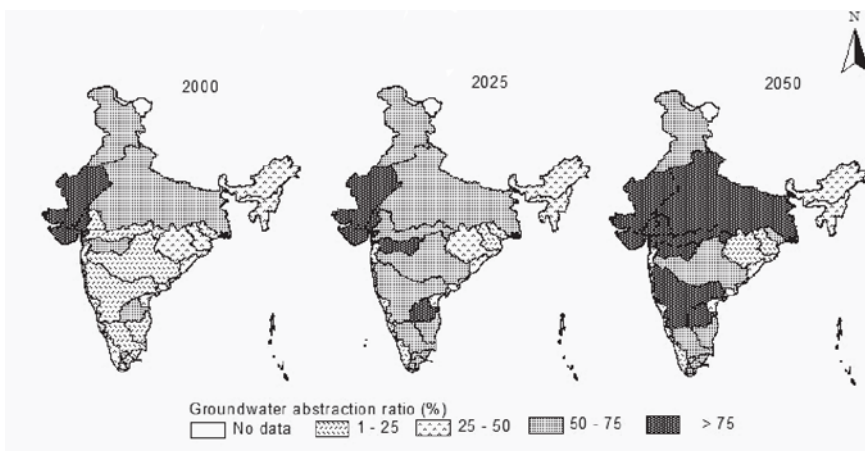 N
2000
2025
2050
Groundwater abstraction ratio (%)
No data 1 - 25 25 - 50 50 - 75 > 75